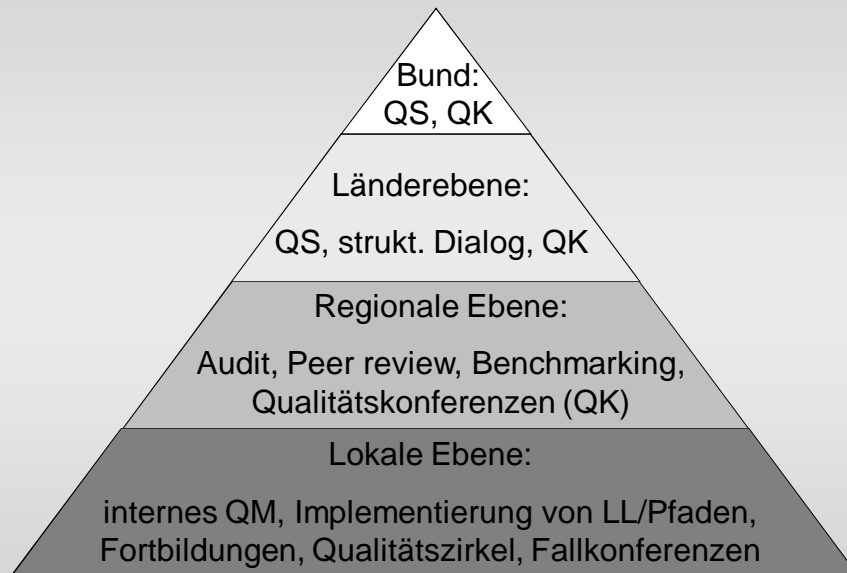 Bund:
QS, QK
Länderebene:
QS, strukt. Dialog, QK
Regionale Ebene:
Audit, Peer review, Benchmarking,
Qualitätskonferenzen (QK)
Lokale Ebene:
internes QM, Implementierung von LL/Pfaden,
Fortbildungen, Qualitätszirkel, Fallkonferenzen